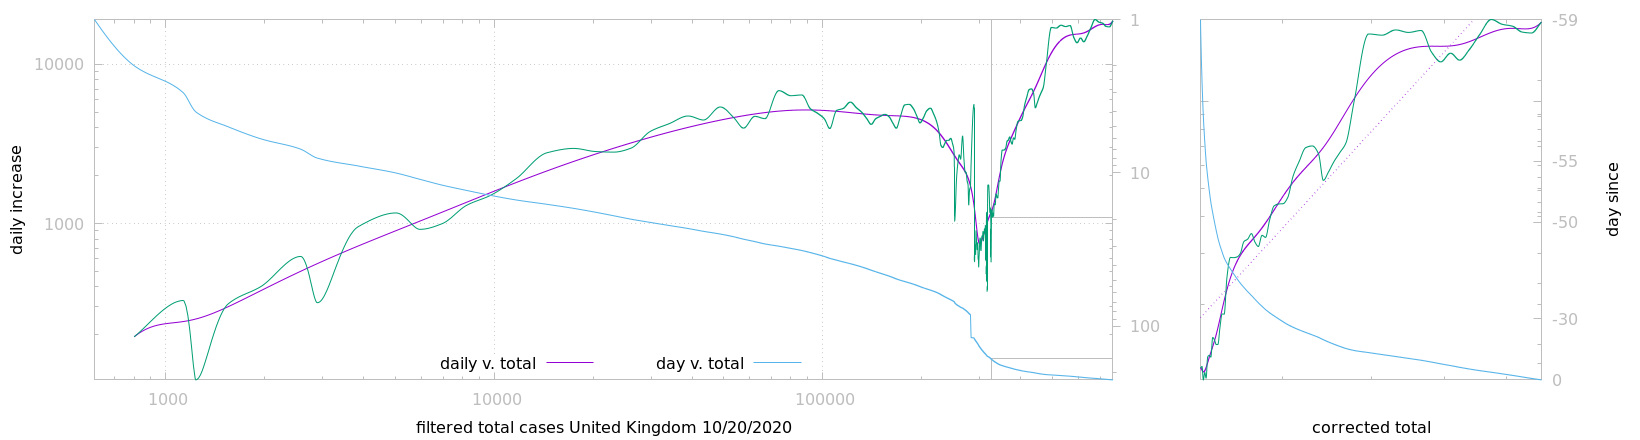 daily increase
10000
1000
1
10
100
daily v. total
day v. total
1000
10000
100000
filtered total cases United Kingdom 10/20/2020
-59
-55
-50
-30
0
day since
corrected total